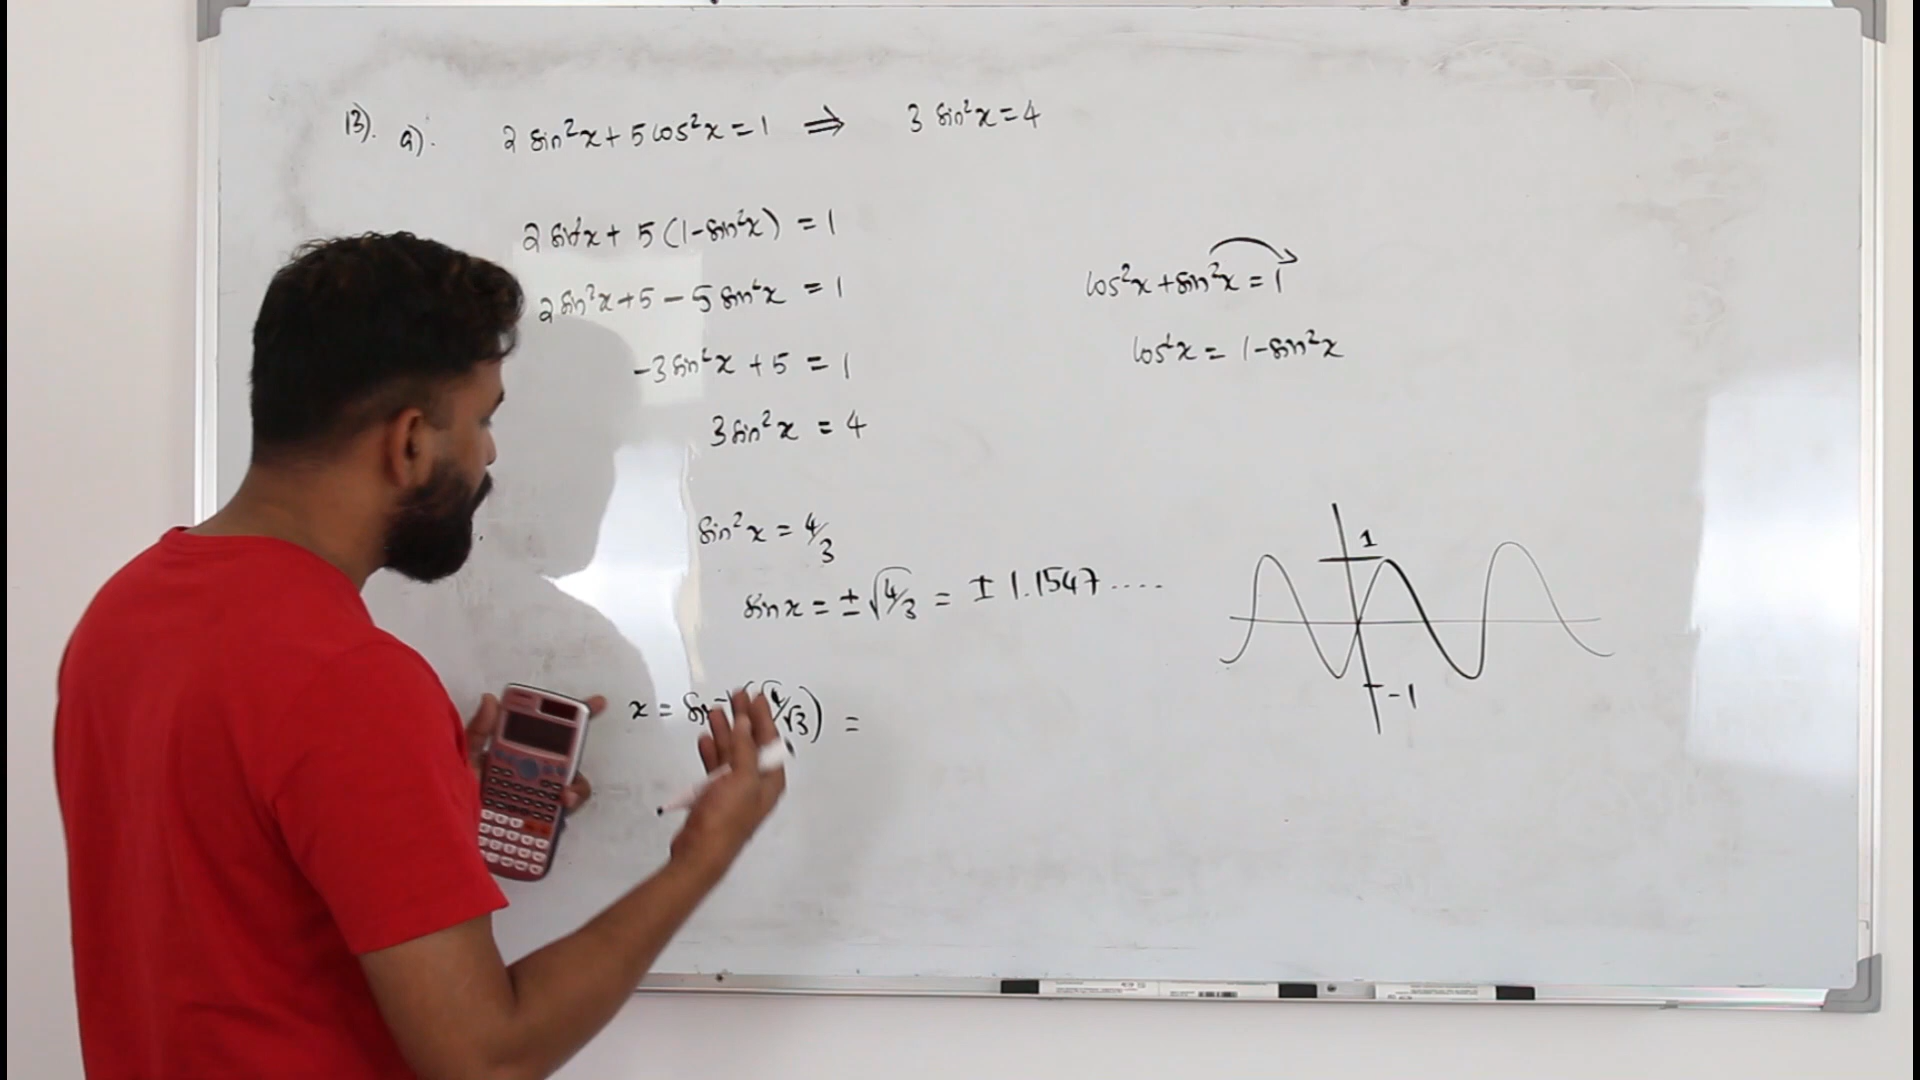 13). a). 2 sin²x + 5 cos²x = 1 ⇒ 3 sin²x = 4
2 sin²x + 5 (1 - sin²x) = 1
2 sin²x + 5 - 5 sin²x = 1
-3 sin²x + 5 = 1
3 sin²x = 4
sin²x = 4/3
sin x = ± √4/3 = ± 1.1547 ....
x = 
cos²x + sin²x = 1
cos²x = 1 - sin²x
1
-1